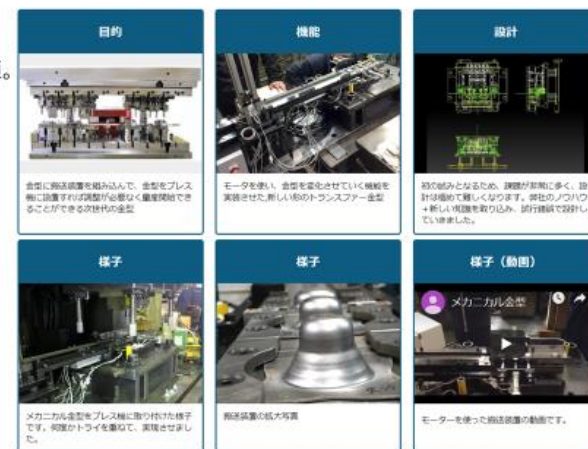 。
目的
機能
設計
金型に搬送装置を組み込んで、金型をプレス
機に設置すれば調整が必要なく量産開始でき
ることができる次世代の金型
モータを使い、金型を変化させていく機能を
実装させた新しい形のトランスファー金型
初の試みとなるため、課題が非常に多く、設
計は極めて難しくなります。弊社のノウハウ
+新しい知識を取り込み、試行錯誤で設計し
ていきました。
様子
様子
様子（動画）
メカニカル金型
メカニカル金型をプレス機に取り付けた様子
です。何度かトライを重ねて、実現させまし
た。
搬送装置の拡大写真
モーターを使った搬送装置の動画です。